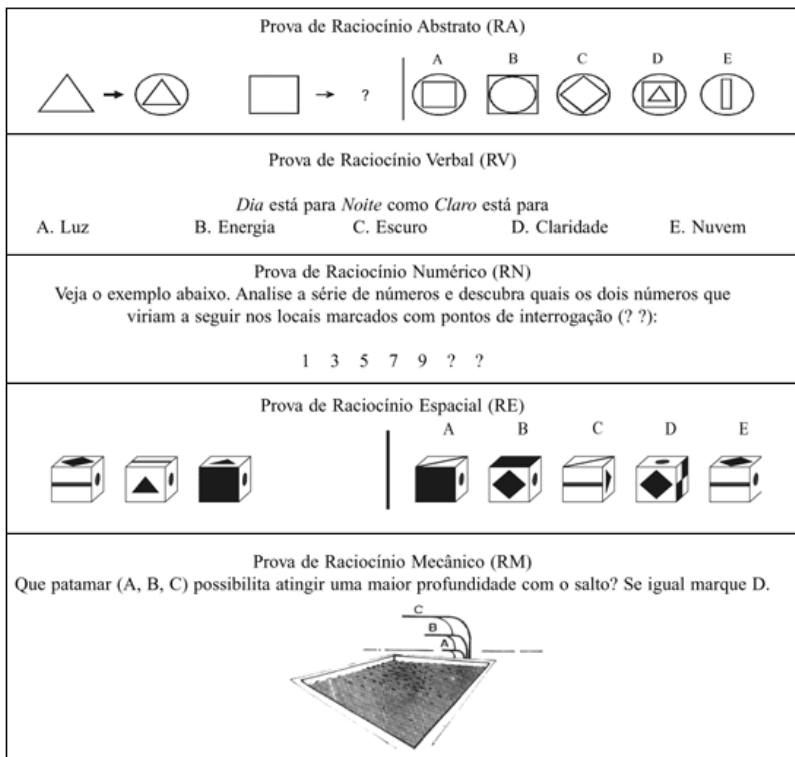 Prova de Raciocínio Abstrato (RA)
A B C D E
?
Prova de Raciocínio Verbal (RV)
Dia está para Noite como Claro está para
A. Luz B. Energia C. Escuro D. Claridade E. Nuvem
Prova de Raciocínio Numérico (RN)
Veja o exemplo abaixo. Analise a série de números e descubra quais os dois números que
viriam a seguir nos locais marcados com pontos de interrogação (? ?):
1 3 5 7 9 ? ?
Prova de Raciocínio Espacial (RE)
A B C D E
Prova de Raciocínio Mecânico (RM)
Que patamar (A, B, C) possibilita atingir uma maior profundidade com o salto? Se igual marque D.
C
B
A